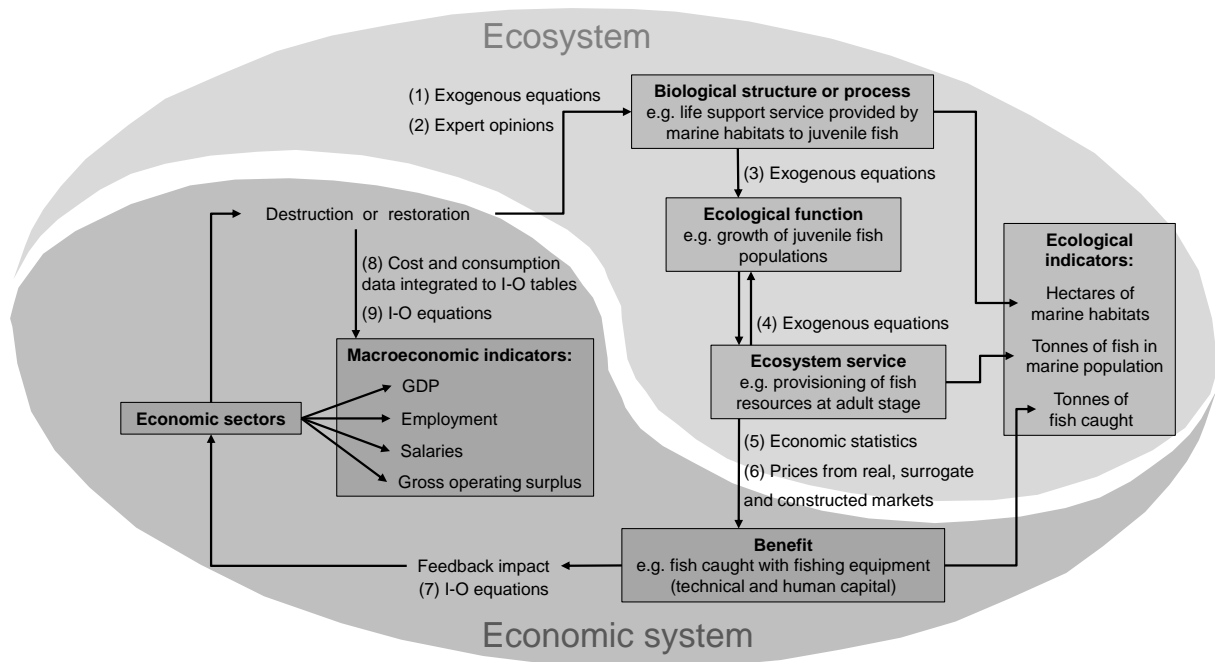 Ecosystem
(1) Exogenous equations
(2) Expert opinions
Biological structure or process
e.g. life support service provided by
marine habitats to juvenile fish
(3) Exogenous equations
Ecological function
e.g. growth of juvenile fish
populations
Destruction or restoration
(8) Cost and consumption
data integrated to I-O tables
(9) I-O equations
(4) Exogenous equations
Ecological
indicators:
Hectares of
marine habitats
Tonnes of fish in
marine population
Tonnes of
fish caught
Ecosystem service
e.g. provisioning of fish
resources at adult stage
Macroeconomic indicators:
GDP
Employment
Salaries
Gross operating surplus
Economic sectors
(5) Economic statistics
(6) Prices from real, surrogate
and constructed markets
Benefit
e.g. fish caught with fishing equipment
(technical and human capital)
Feedback impact
(7) I-O equations
Economic system